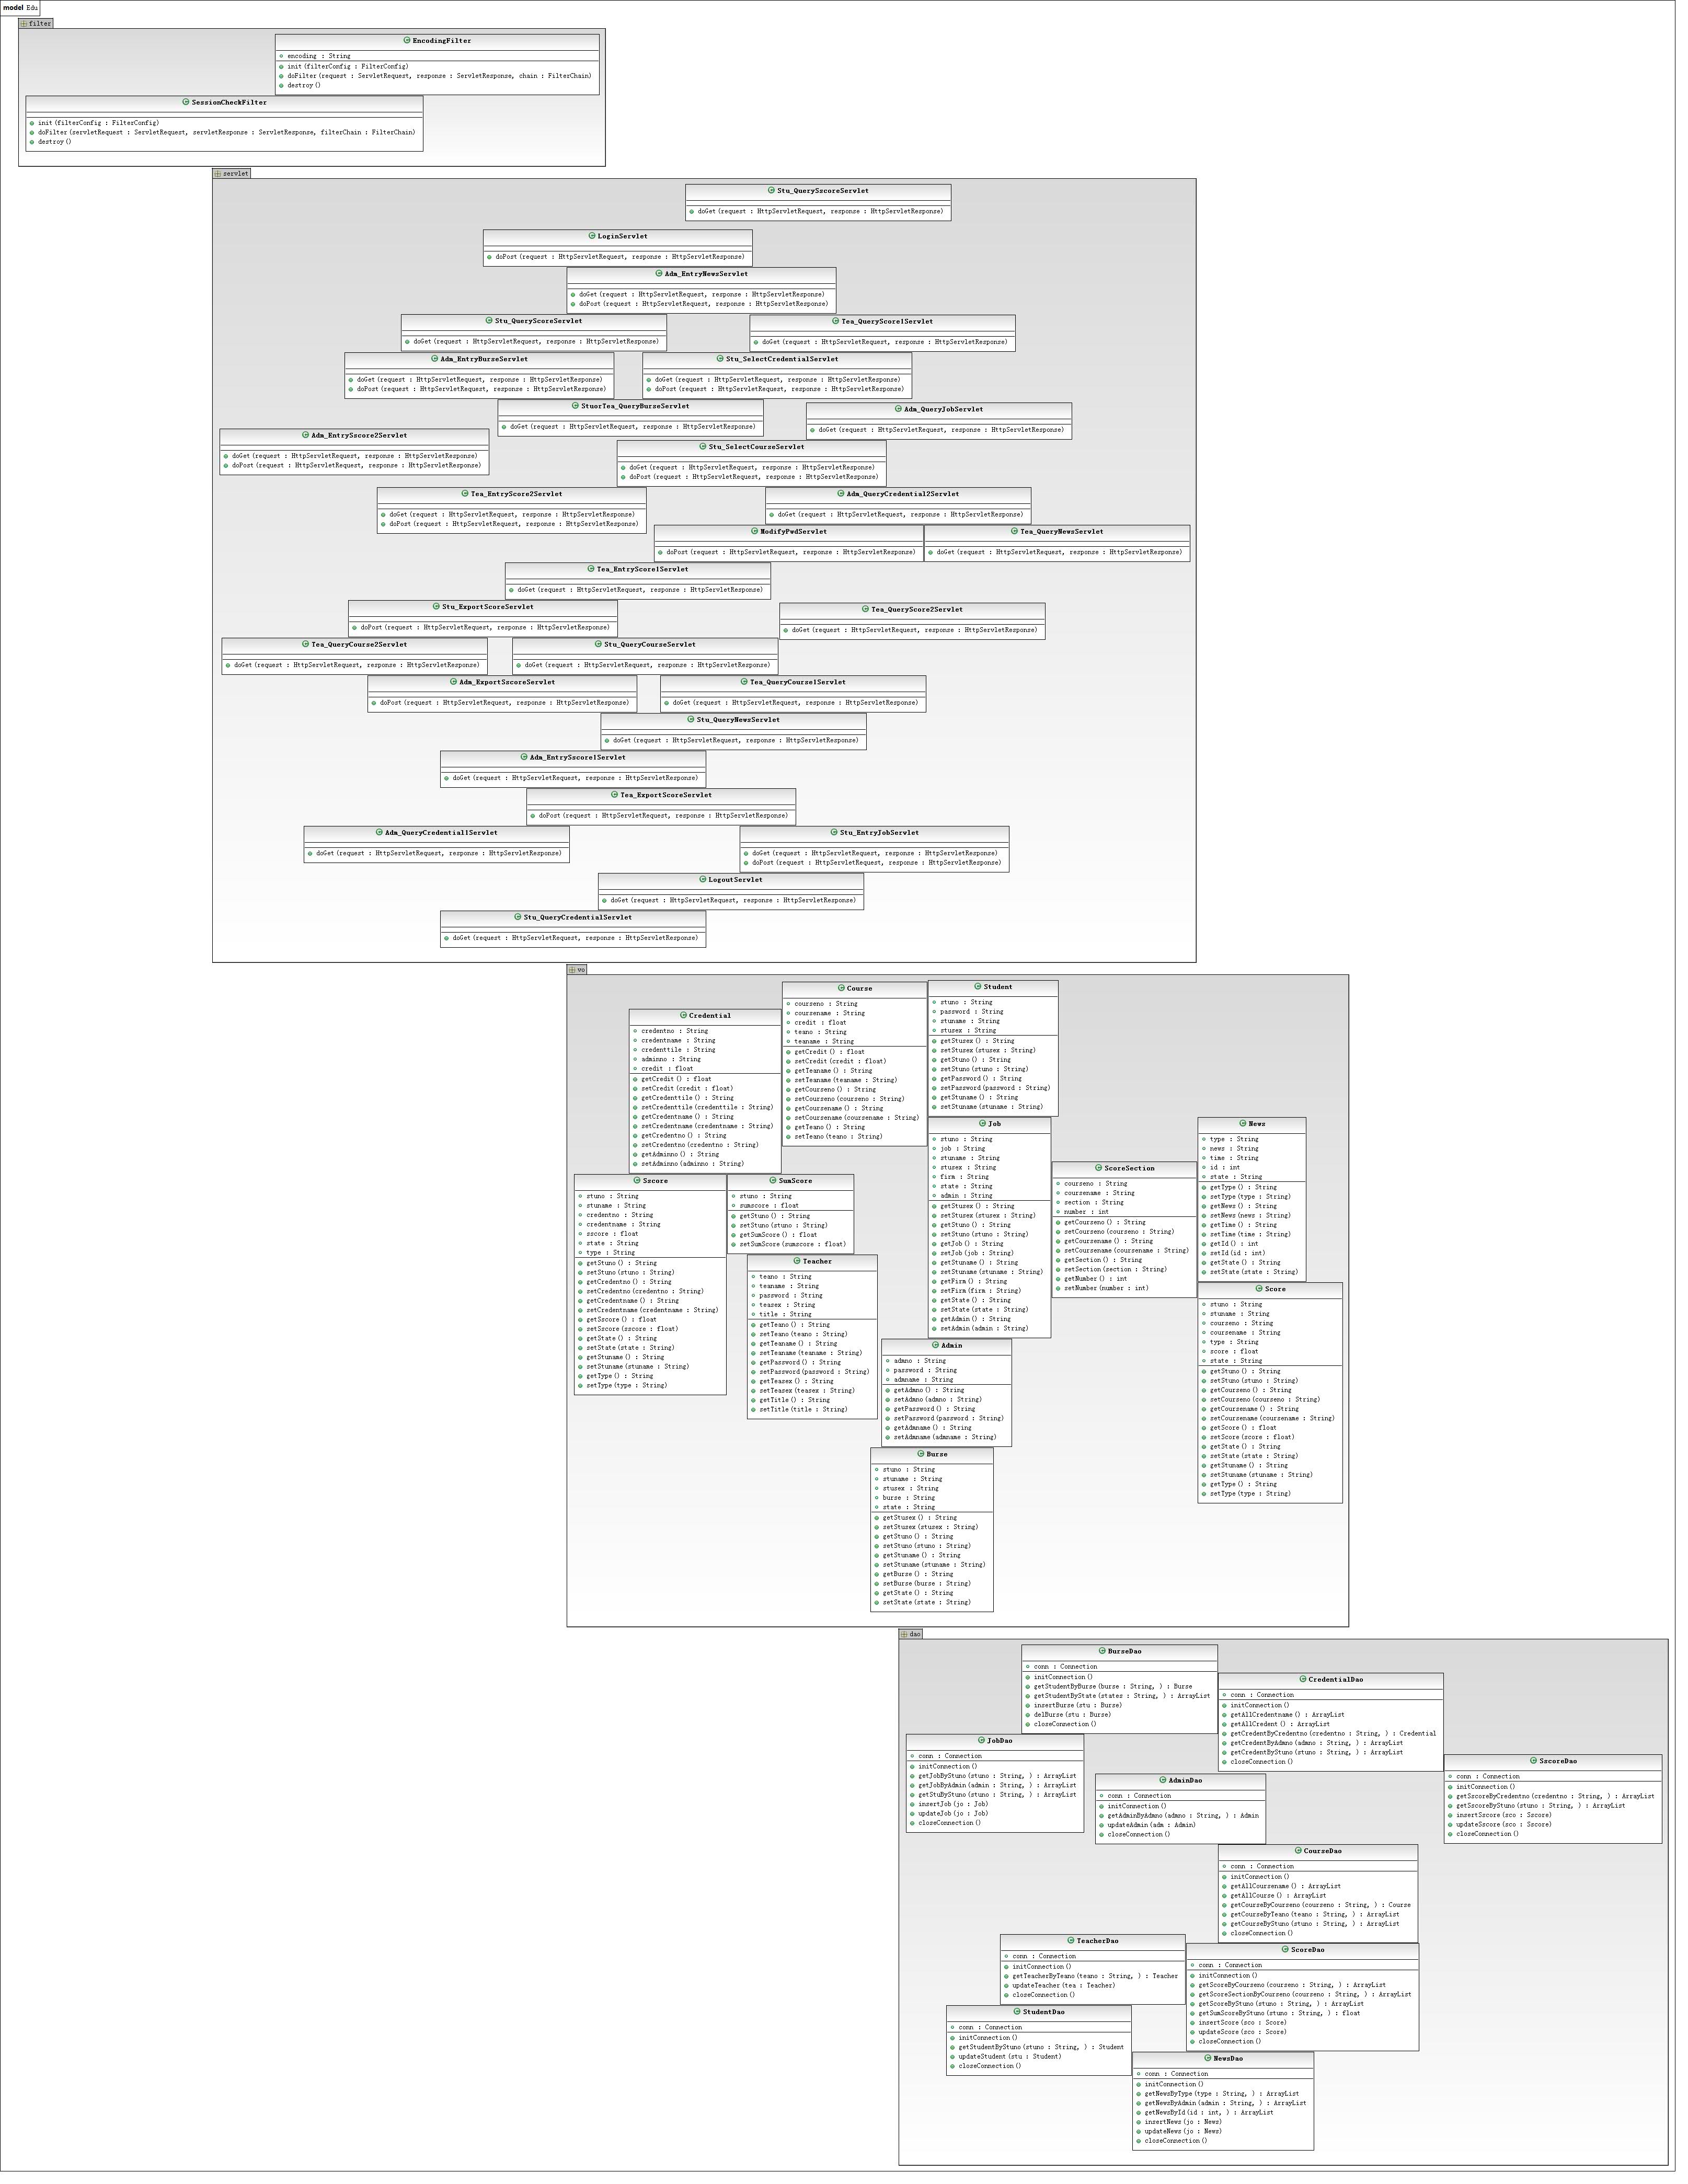 model Edu
filter
EncodingFilter
encoding : String
init(filterConfig : FilterConfig)
doFilter(request : ServletRequest, response : ServletResponse, chain : FilterChain)
destroy()
SessionCheckFilter
init(filterConfig : FilterConfig)
doFilter(servletRequest : ServletRequest, servletResponse : ServletResponse, filterChain : FilterChain)
destroy()
servlet
Stu_QuerySscoreServlet
doGet(request : HttpServletRequest, response : HttpServletResponse)
LoginServlet
doPost(request : HttpServletRequest, response : HttpServletResponse)
Adm_EntryNewsServlet
doGet(request : HttpServletRequest, response : HttpServletResponse)
doPost(request : HttpServletRequest, response : HttpServletResponse)
Stu_QueryScoreServlet
doGet(request : HttpServletRequest, response : HttpServletResponse)
Tea_QueryScore1Servlet
doGet(request : HttpServletRequest, response : HttpServletResponse)
Adm_EntryBurseServlet
doGet(request : HttpServletRequest, response : HttpServletResponse)
doPost(request : HttpServletRequest, response : HttpServletResponse)
Stu_SelectCredentialServlet
doGet(request : HttpServletRequest, response : HttpServletResponse)
doPost(request : HttpServletRequest, response : HttpServletResponse)
StuorTea_QueryBurseServlet
doGet(request : HttpServletRequest, response : HttpServletResponse)
Adm_QueryJobServlet
doGet(request : HttpServletRequest, response : HttpServletResponse)
Adm_EntrySscore2Servlet
doGet(request : HttpServletRequest, response : HttpServletResponse)
doPost(request : HttpServletRequest, response : HttpServletResponse)
Stu_SelectCourseServlet
doGet(request : HttpServletRequest, response : HttpServletResponse)
doPost(request : HttpServletRequest, response : HttpServletResponse)
Tea_EntryScore2Servlet
doGet(request : HttpServletRequest, response : HttpServletResponse)
doPost(request : HttpServletRequest, response : HttpServletResponse)
Adm_QueryCredential2Servlet
doGet(request : HttpServletRequest, response : HttpServletResponse)
ModifyPwdServlet
doPost(request : HttpServletRequest, response : HttpServletResponse)
Tea_QueryNewsServlet
doGet(request : HttpServletRequest, response : HttpServletResponse)
Tea_EntryScore1Servlet
doGet(request : HttpServletRequest, response : HttpServletResponse)
Stu_ExportScoreServlet
doPost(request : HttpServletRequest, response : HttpServletResponse)
Tea_QueryScore2Servlet
doGet(request : HttpServletRequest, response : HttpServletResponse)
Tea_QueryCourse2Servlet
doGet(request : HttpServletRequest, response : HttpServletResponse)
Stu_QueryCourseServlet
doGet(request : HttpServletRequest, response : HttpServletResponse)
Adm_ExportSscoreServlet
doPost(request : HttpServletRequest, response : HttpServletResponse)
Tea_QueryCourse1Servlet
doGet(request : HttpServletRequest, response : HttpServletResponse)
Stu_QueryNewsServlet
doGet(request : HttpServletRequest, response : HttpServletResponse)
Adm_EntrySscore1Servlet
doGet(request : HttpServletRequest, response : HttpServletResponse)
Tea_ExportScoreServlet
doPost(request : HttpServletRequest, response : HttpServletResponse)
Adm_QueryCredential1Servlet
doGet(request : HttpServletRequest, response : HttpServletResponse)
Stu_EntryJobServlet
doGet(request : HttpServletRequest, response : HttpServletResponse)
doPost(request : HttpServletRequest, response : HttpServletResponse)
LogoutServlet
doGet(request : HttpServletRequest, response : HttpServletResponse)
Stu_QueryCredentialServlet
doGet(request : HttpServletRequest, response : HttpServletResponse)
vo
Credential
credentno : String
credentname : String
credenttile : String
adminno : String
credit : float
getCredit() : float
setCredit(credit : float)
getCredenttile() : String
setCredenttile(credenttile : String)
getCredentname() : String
setCredentname(credentname : String)
getCredentno() : String
setCredentno(credentno : String)
getAdminno() : String
setAdminno(adminno : String)
Course
courseno : String
coursename : String
credit : float
teano : String
teaname : String
getCredit() : float
setCredit(credit : float)
getTeaname() : String
setTeaname(teaname : String)
getCourseno() : String
setCourseno(courseno : String)
getCoursename() : String
setCoursename(coursename : String)
getTeano() : String
setTeano(teano : String)
Student
stuno : String
password : String
stuname : String
stusex : String
getStusex() : String
setStusex(stusex : String)
getStuno() : String
setStuno(stuno : String)
getPassword() : String
setPassword(password : String)
getStuname() : String
setStuname(stuname : String)
Job
stuno : String
job : String
stuname : String
stusex : String
firm : String
state : String
admin : String
getStusex() : String
setStusex(stusex : String)
getStuno() : String
setStuno(stuno : String)
getJob() : String
setJob(job : String)
getStuname() : String
setStuname(stuname : String)
getFirm() : String
setFirm(firm : String)
getState() : String
setState(state : String)
getAdmin() : String
setAdmin(admin : String)
News
type : String
news : String
time : String
id : int
state : String
getType() : String
setType(type : String)
getNews() : String
setNews(news : String)
getTime() : String
setTime(time : String)
getId() : int
setId(id : int)
getState() : String
setState(state : String)
ScoreSection
courseno : String
coursename : String
section : String
number : int
getCourseno() : String
setCourseno(courseno : String)
getCoursename() : String
setCoursename(coursename : String)
getSection() : String
setSection(section : String)
getNumber() : int
setNumber(number : int)
Sscore
stuno : String
stuname : String
credentno : String
credentname : String
sscore : float
state : String
type : String
getStuno() : String
setStuno(stuno : String)
getCredentno() : String
setCredentno(credentno : String)
getCredentname() : String
setCredentname(credentname : String)
getSscore() : float
setSscore(sscore : float)
getState() : String
setState(state : String)
getStuname() : String
setStuname(stuname : String)
getType() : String
setType(type : String)
SumScore
stuno : String
sumscore : float
getStuno() : String
setStuno(stuno : String)
getSumScore() : float
setSumScore(sumscore : float)
Teacher
teano : String
teaname : String
password : String
teasex : String
title : String
getTeano() : String
setTeano(teano : String)
getTeaname() : String
setTeaname(teaname : String)
getPassword() : String
setPassword(password : String)
getTeasex() : String
setTeasex(teasex : String)
getTitle() : String
setTitle(title : String)
Score
stuno : String
stuname : String
courseno : String
coursename : String
type : String
score : float
state : String
getStuno() : String
setStuno(stuno : String)
getCourseno() : String
setCourseno(courseno : String)
getCoursename() : String
setCoursename(coursename : String)
getScore() : float
setScore(score : float)
getState() : String
setState(state : String)
getStuname() : String
setStuname(stuname : String)
getType() : String
setType(type : String)
Admin
admno : String
password : String
admname : String
getAdmno() : String
setAdmno(admno : String)
getPassword() : String
setPassword(password : String)
getAdmname() : String
setAdmname(admname : String)
Burse
stuno : String
stuname : String
stusex : String
burse : String
state : String
getStusex() : String
setStusex(stusex : String)
getStuno() : String
setStuno(stuno : String)
getStuname() : String
setStuname(stuname : String)
getBurse() : String
setBurse(burse : String)
getState() : String
setState(state : String)
dao
BurseDao
conn : Connection
initConnection()
getStudentByBurse(burse : String, ) : Burse
getStudentByState(states : String, ) : ArrayList
insertBurse(stu : Burse)
delBurse(stu : Burse)
closeConnection()
CredentialDao
conn : Connection
initConnection()
getAllCredentname() : ArrayList
getAllCredent() : ArrayList
getCredentByCredentno(credentno : String, ) : Credential
getCredentByAdmno(admno : String, ) : ArrayList
getCredentByStuno(stuno : String, ) : ArrayList
closeConnection()
JobDao
conn : Connection
initConnection()
getJobByStuno(stuno : String, ) : ArrayList
getJobByAdmin(admin : String, ) : ArrayList
getStuByStuno(stuno : String, ) : ArrayList
insertJob(jo : Job)
updateJob(jo : Job)
closeConnection()
SscoreDao
conn : Connection
initConnection()
getSscoreByCredentno(credentno : String, ) : ArrayList
getSscoreByStuno(stuno : String, ) : ArrayList
insertSscore(sco : Sscore)
updateSscore(sco : Sscore)
closeConnection()
AdminDao
conn : Connection
initConnection()
getAdminByAdmno(admno : String, ) : Admin
updateAdmin(adm : Admin)
closeConnection()
CourseDao
conn : Connection
initConnection()
getAllCoursename() : ArrayList
getAllCourse() : ArrayList
getCourseByCourseno(courseno : String, ) : Course
getCourseByTeano(teano : String, ) : ArrayList
getCourseByStuno(stuno : String, ) : ArrayList
closeConnection()
TeacherDao
conn : Connection
initConnection()
getTeacherByTeano(teano : String, ) : Teacher
updateTeacher(tea : Teacher)
closeConnection()
ScoreDao
conn : Connection
initConnection()
getScoreByCourseno(courseno : String, ) : ArrayList
getScoreSectionByCourseno(courseno : String, ) : ArrayList
getScoreByStuno(stuno : String, ) : ArrayList
getSumScoreByStuno(stuno : String, ) : float
insertScore(sco : Score)
updateScore(sco : Score)
closeConnection()
StudentDao
conn : Connection
initConnection()
getStudentByStuno(stuno : String, ) : Student
updateStudent(stu : Student)
closeConnection()
NewsDao
conn : Connection
initConnection()
getNewsByType(type : String, ) : ArrayList
getNewsByAdmin(admin : String, ) : ArrayList
getNewsById(id : int, ) : ArrayList
insertNews(jo : News)
updateNews(jo : News)
closeConnection()